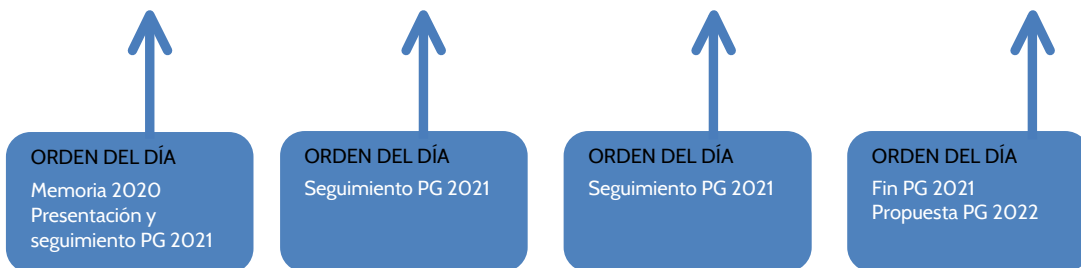 ORDEN DEL DÍA
Memoria 2020
Presentación y
seguimiento PG 2021
ORDEN DEL DÍA
Seguimiento PG 2021
ORDEN DEL DÍA
Seguimiento PG 2021
ORDEN DEL DÍA
Fin PG 2021
Propuesta PG 2022